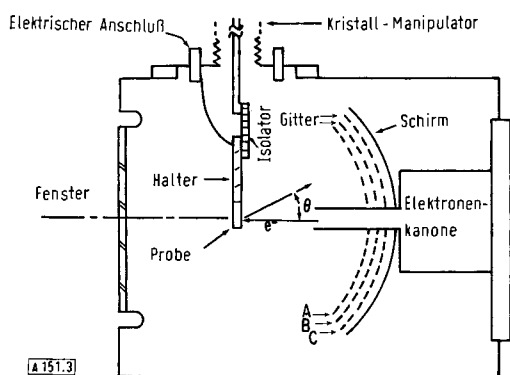 Elektrischer Anschluß
Kristall-Manipulator
Gitter
Schirm
Isolator
Halter
Fenster
θ
e⁻
Elektronen-
kanone
Probe
A
B
C
A 151.3